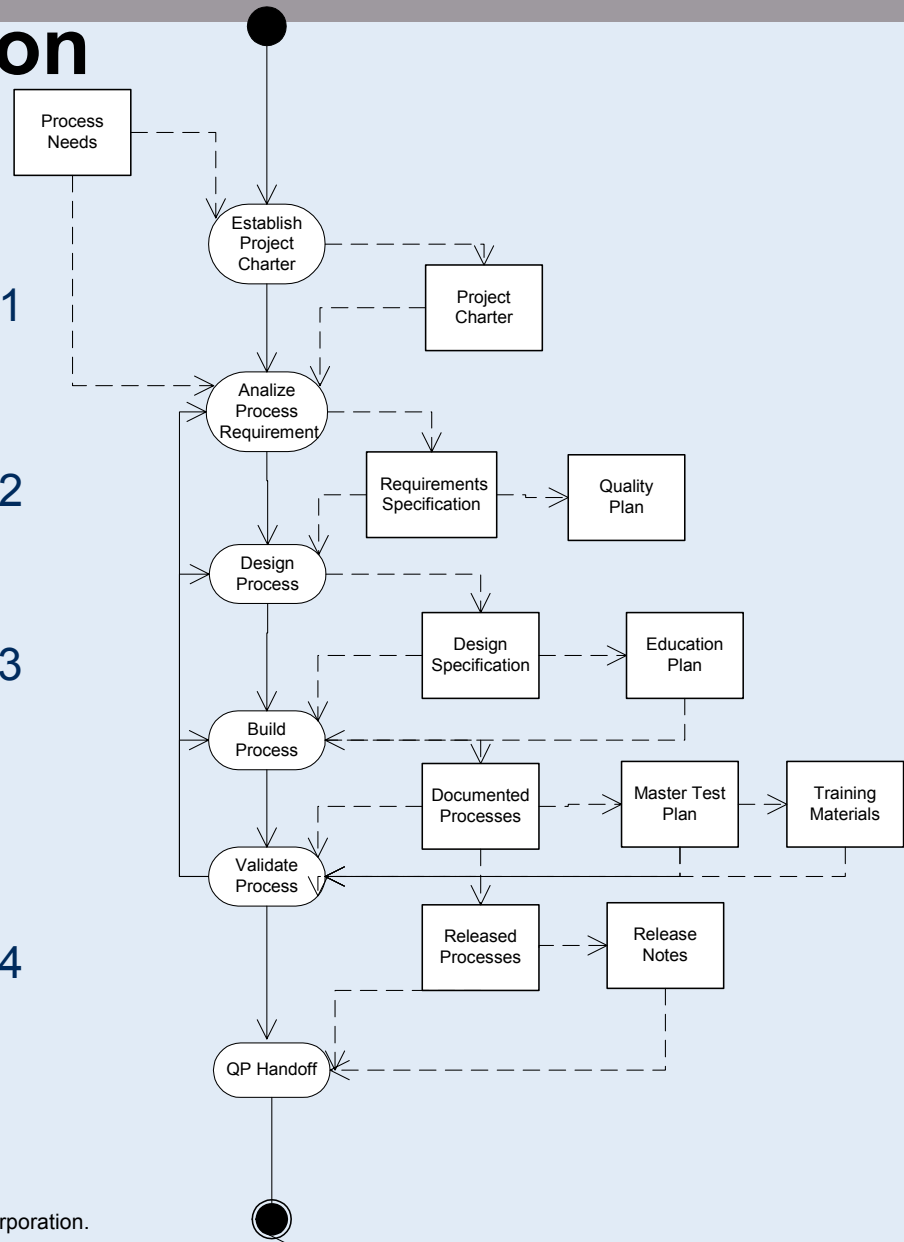 on
Process
Needs
Establish
Project
Charter
1
Project
Charter
Analize
Process
Requirement
2
Requirements
Specification
Quality
Plan
Design
Process
3
Design
Specification
Education
Plan
Build
Process
Documented
Processes
Master Test
Plan
Training
Materials
Validate
Process
Released
Processes
Release
Notes
4
QP Handoff
rporation.